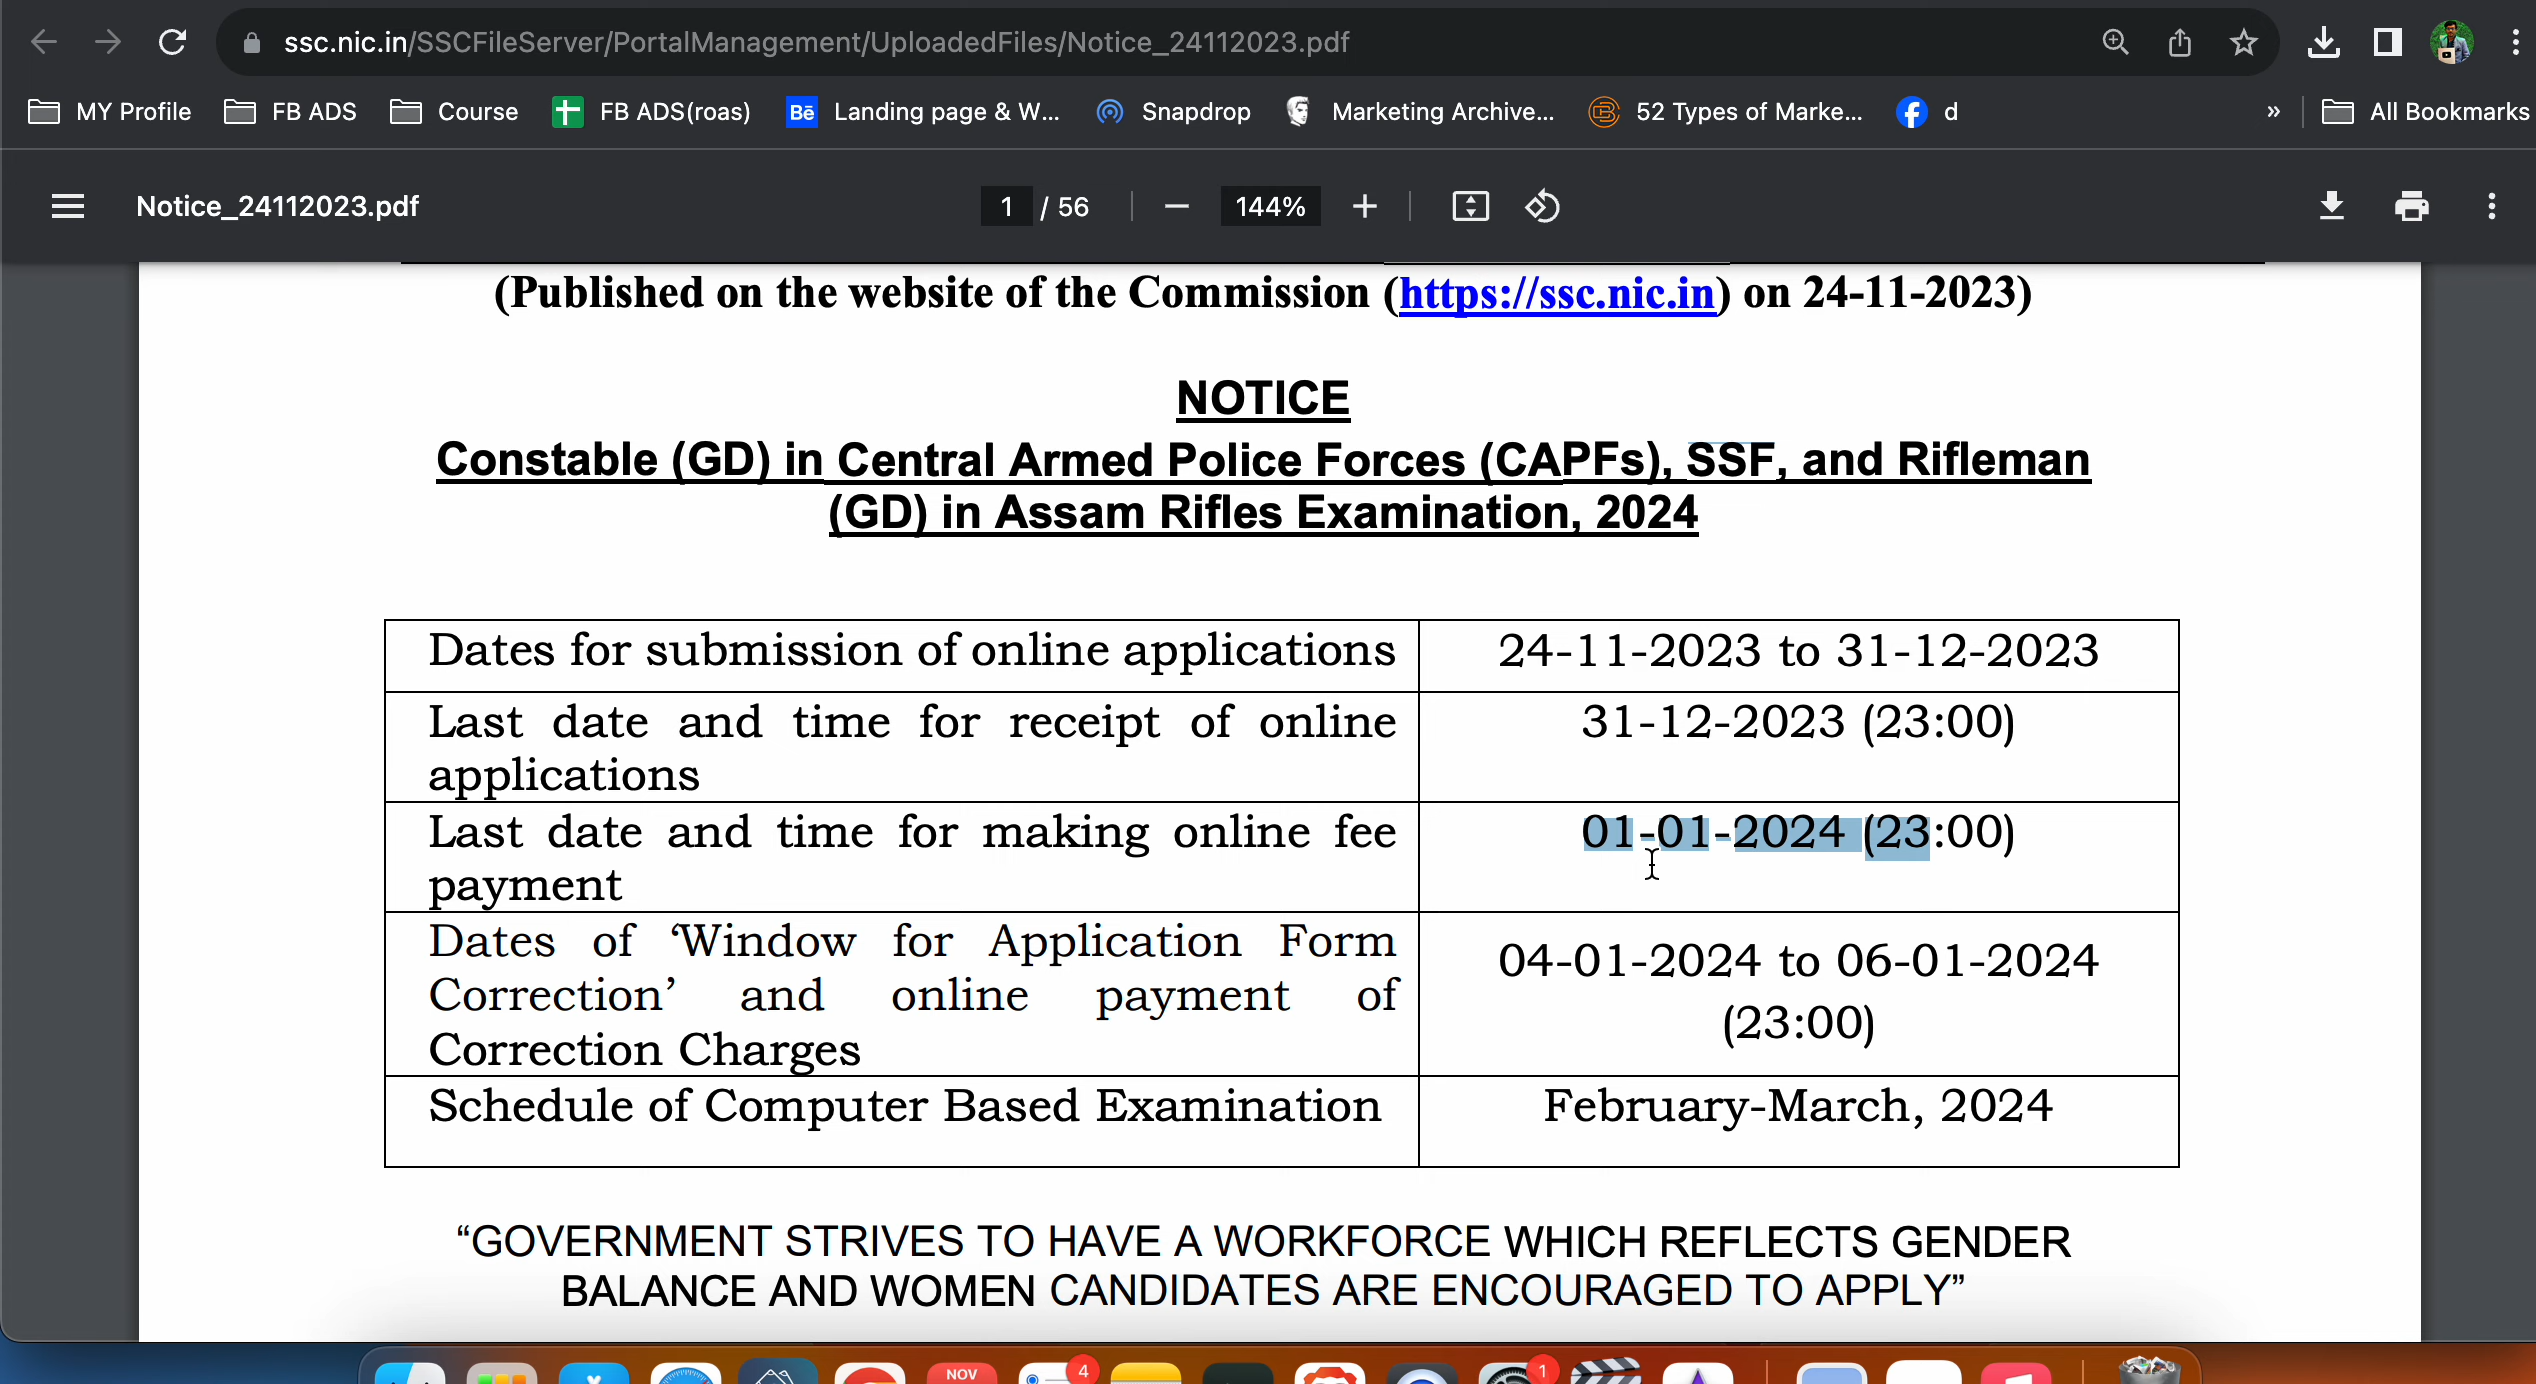 ssc.nic.in/SSCFileServer/PortalManagement/UploadedFiles/Notice_24112023.pdf
MY Profile FB ADS Course FB ADS(roas) Bē Landing page & W... Snapdrop Marketing Archive... 52 Types of Marke... d » All Bookmarks
Notice_24112023.pdf 1 / 56 144%
(Published on the website of the Commission (https://ssc.nic.in) on 24-11-2023)
NOTICE
Constable (GD) in Central Armed Police Forces (CAPFs), SSF, and Rifleman
(GD) in Assam Rifles Examination, 2024
Dates for submission of online applications 24-11-2023 to 31-12-2023
Last date and time for receipt of online 31-12-2023 (23:00)
applications
Last date and time for making online fee 01-01-2024 (23:00)
payment
Dates of ‘Window for Application Form 04-01-2024 to 06-01-2024
Correction’ and online payment of (23:00)
Correction Charges
Schedule of Computer Based Examination February-March, 2024
“GOVERNMENT STRIVES TO HAVE A WORKFORCE WHICH REFLECTS GENDER
BALANCE AND WOMEN CANDIDATES ARE ENCOURAGED TO APPLY”
NOV 4 1